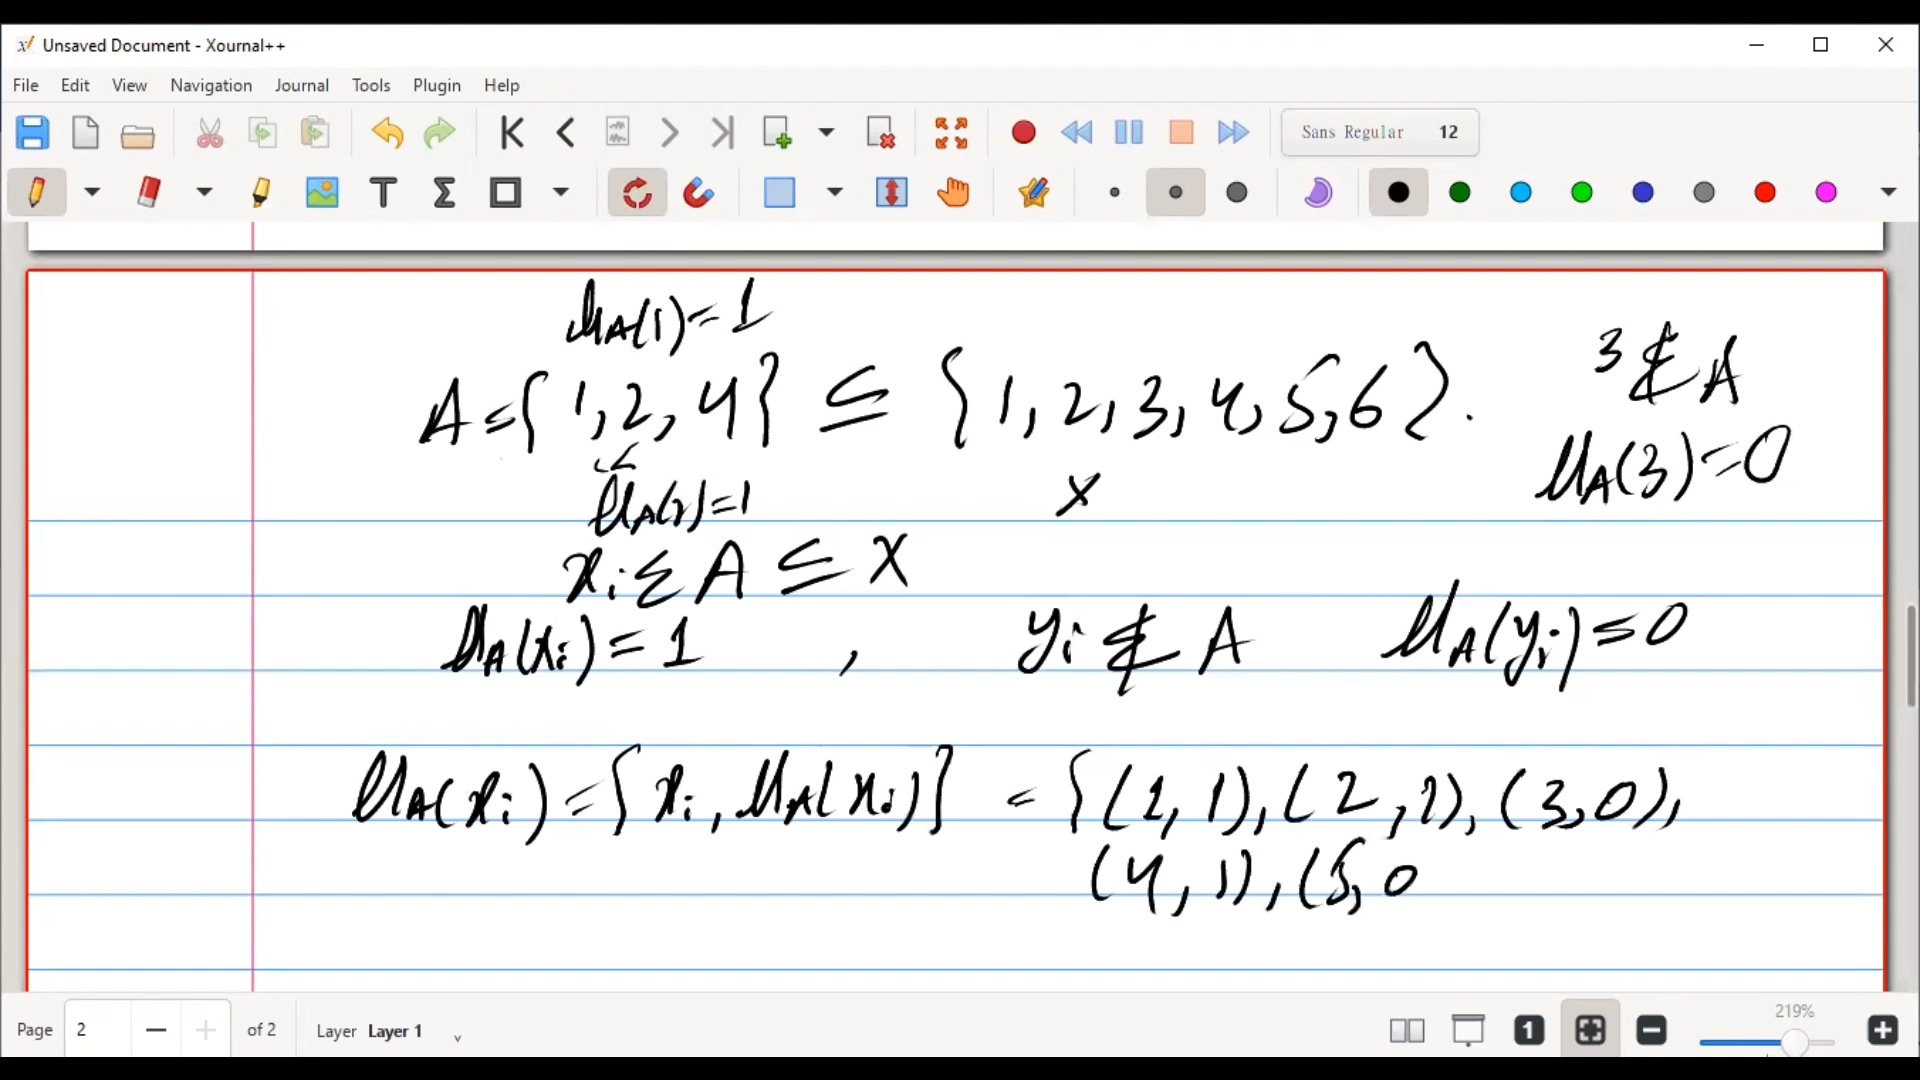 Unsaved Document - Xournal++
File Edit View Navigation Journal Tools Plugin Help
Sans Regular 12
μA(1)=1
A={1,2,4} ⊆ {1,2,3,4,5,6}.
3 ∉ A
μA(2)=1
X
μA(3)=0
xi ∈ A ⊆ X
μA(xi)=1 , yi ∉ A μA(yi)=0
μA(xi)={xi, μA(xi)} = {(1,1),(2,1),(3,0),
(4,1),(5,0
Page 2 of 2 Layer Layer 1
1
219%